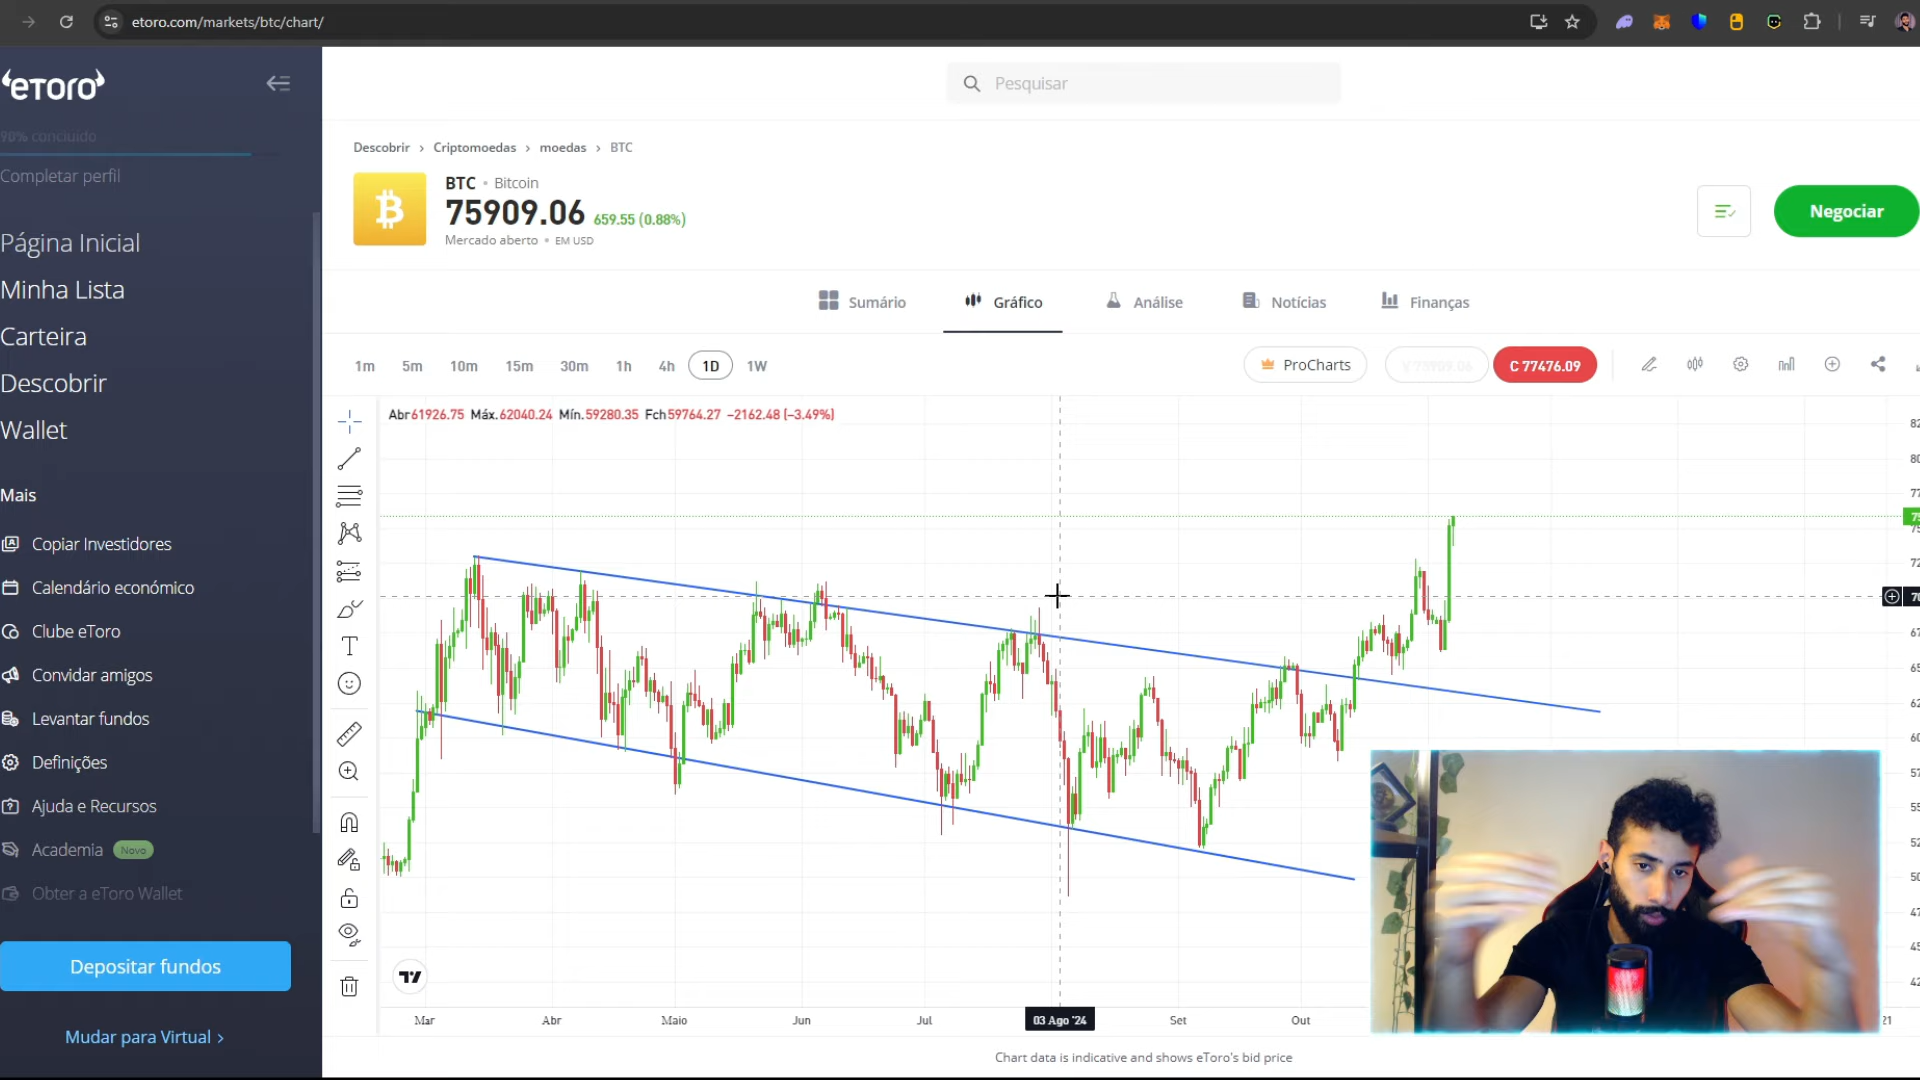 etoro.com/markets/btc/chart/
eToro
90% concluído
Completar perfil
Página Inicial
Minha Lista
Carteira
Descobrir
Wallet
Mais
Copiar Investidores
Calendário económico
Clube eToro
Convidar amigos
Levantar fundos
Definições
Ajuda e Recursos
Academia Novo
Obter a eToro Wallet
Depositar fundos
Mudar para Virtual >
Pesquisar
Descobrir > Criptomoedas > moedas > BTC
BTC • Bitcoin
75909.06 659.55 (0.88%)
Mercado aberto • EM USD
Negociar
Sumário Gráfico Análise Notícias Finanças
1m 5m 10m 15m 30m 1h 4h 1D 1W
ProCharts V 75909.06 C 77476.09
Abr61926.75 Máx.62040.24 Mín.59280.35 Fch59764.27 −2162.48 (−3.49%)
Mar Abr Maio Jun Jul 03 Ago '24 Set Out 21
Chart data is indicative and shows eToro's bid price